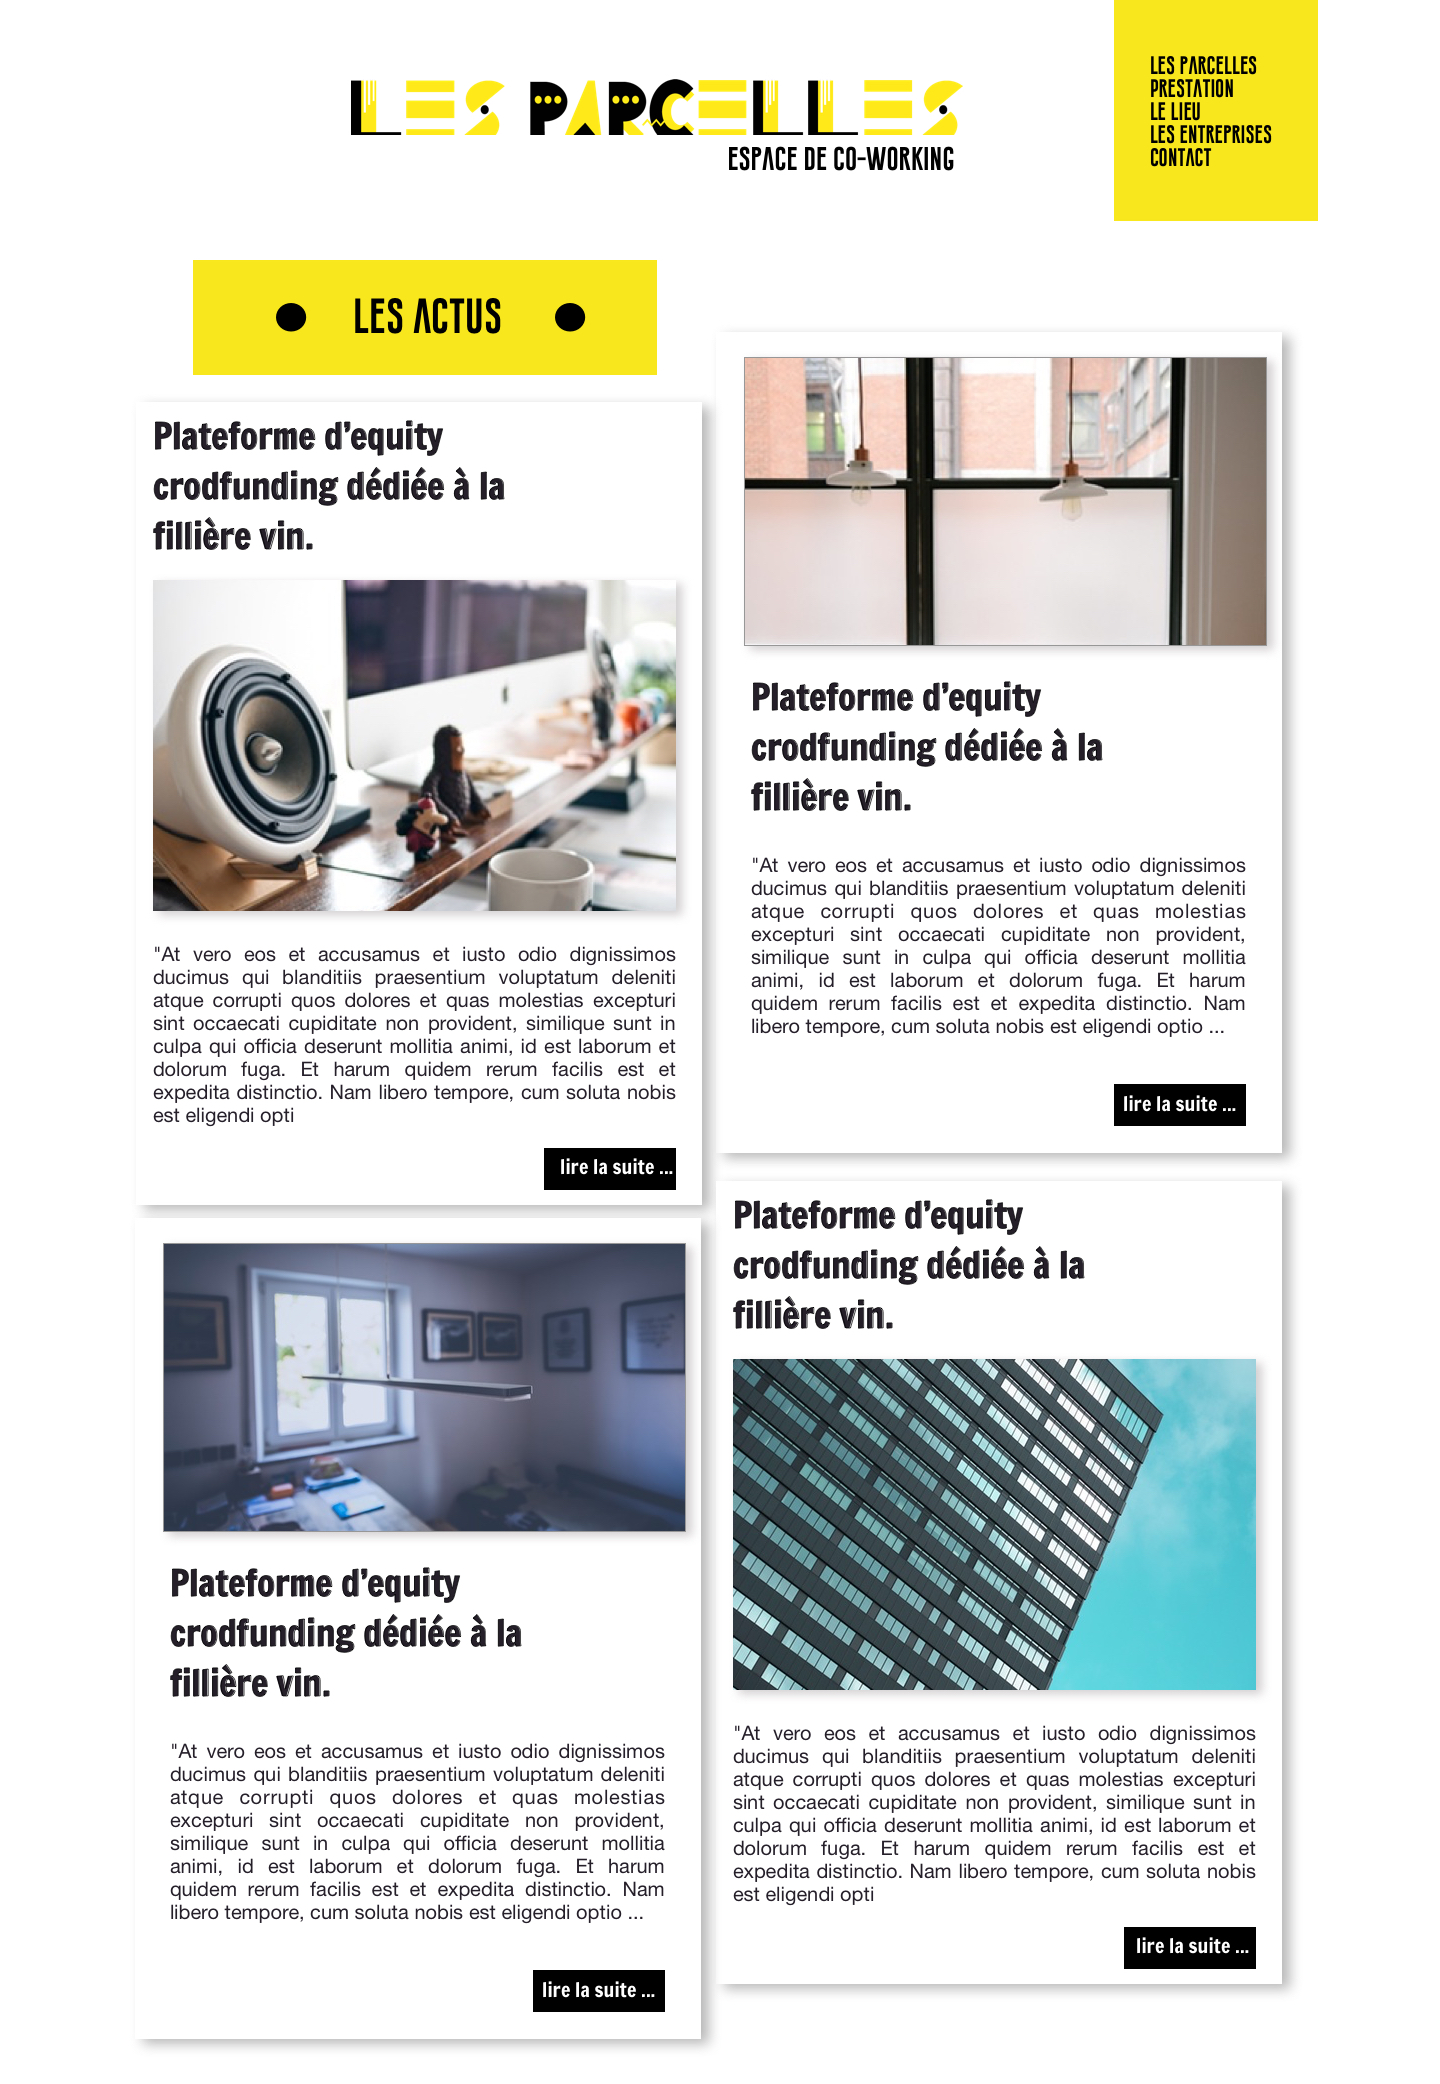 LES PARCELLES
ESPACE DE CO-WORKING
LES PARCELLES
PRESTATION
LE LIEU
LES ENTREPRISES
CONTACT
LES ACTUS
Plateforme d’equity
crodfunding dédiée à la
fillière vin.
"At vero eos et accusamus et iusto odio dignissimos
ducimus qui blanditiis praesentium voluptatum deleniti
atque corrupti quos dolores et quas molestias excepturi
sint occaecati cupiditate non provident, similique sunt in
culpa qui officia deserunt mollitia animi, id est laborum et
dolorum fuga. Et harum quidem rerum facilis est et
expedita distinctio. Nam libero tempore, cum soluta nobis
est eligendi opti
lire la suite ...
Plateforme d’equity
crodfunding dédiée à la
fillière vin.
"At vero eos et accusamus et iusto odio dignissimos
ducimus qui blanditiis praesentium voluptatum deleniti
atque corrupti quos dolores et quas molestias
excepturi sint occaecati cupiditate non provident,
similique sunt in culpa qui officia deserunt mollitia
animi, id est laborum et dolorum fuga. Et harum
quidem rerum facilis est et expedita distinctio. Nam
libero tempore, cum soluta nobis est eligendi optio ...
lire la suite ...
Plateforme d’equity
crodfunding dédiée à la
fillière vin.
"At vero eos et accusamus et iusto odio dignissimos
ducimus qui blanditiis praesentium voluptatum deleniti
atque corrupti quos dolores et quas molestias
excepturi sint occaecati cupiditate non provident,
similique sunt in culpa qui officia deserunt mollitia
animi, id est laborum et dolorum fuga. Et harum
quidem rerum facilis est et expedita distinctio. Nam
libero tempore, cum soluta nobis est eligendi optio ...
lire la suite ...
Plateforme d’equity
crodfunding dédiée à la
fillière vin.
"At vero eos et accusamus et iusto odio dignissimos
ducimus qui blanditiis praesentium voluptatum deleniti
atque corrupti quos dolores et quas molestias excepturi
sint occaecati cupiditate non provident, similique sunt in
culpa qui officia deserunt mollitia animi, id est laborum et
dolorum fuga. Et harum quidem rerum facilis est et
expedita distinctio. Nam libero tempore, cum soluta nobis
est eligendi opti
lire la suite ...